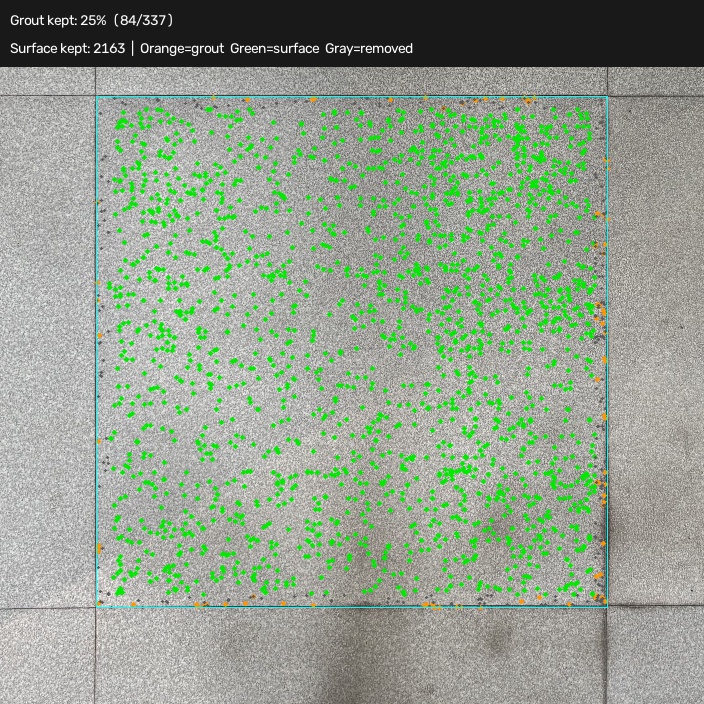 Grout kept: 25%  (84/337)
Surface kept: 2163  |  Orange=grout  Green=surface  Gray=removed